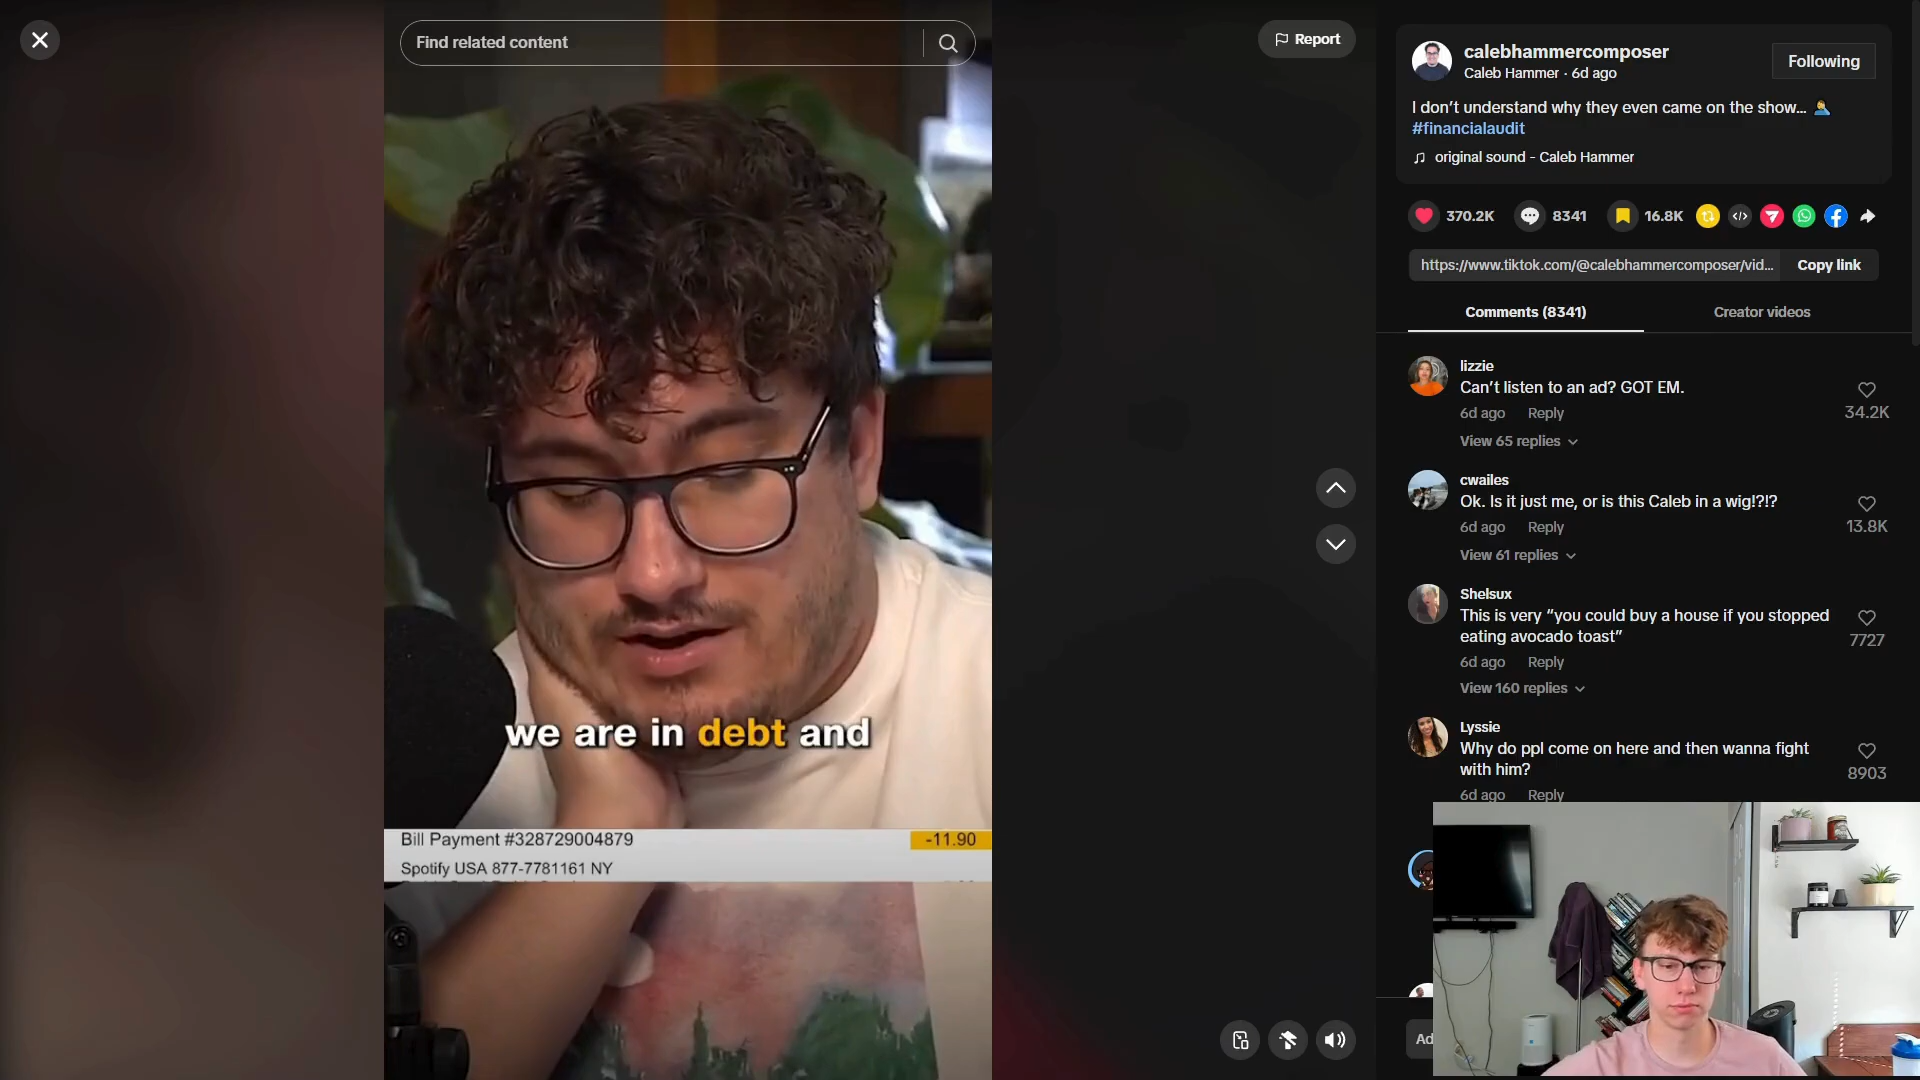 Find related content
Report
calebhammercomposer
Caleb Hammer · 6d ago
Following
I don't understand why they even came on the show...
#financialaudit
original sound - Caleb Hammer
370.2K
8341
16.8K
https://www.tiktok.com/@calebhammercomposer/vid...
Copy link
Comments (8341)
Creator videos
lizzie
Can't listen to an ad? GOT EM.
6d ago Reply
34.2K
View 65 replies
cwailes
Ok. Is it just me, or is this Caleb in a wig!?!?
6d ago Reply
13.8K
View 61 replies
Shelsux
This is very “you could buy a house if you stopped
eating avocado toast”
6d ago Reply
7727
View 160 replies
Lyssie
Why do ppl come on here and then wanna fight
with him?
6d ago Reply
8903
we are in debt and
Bill Payment #328729004879
-11.90
Spotify USA 877-7781161 NY
Ad